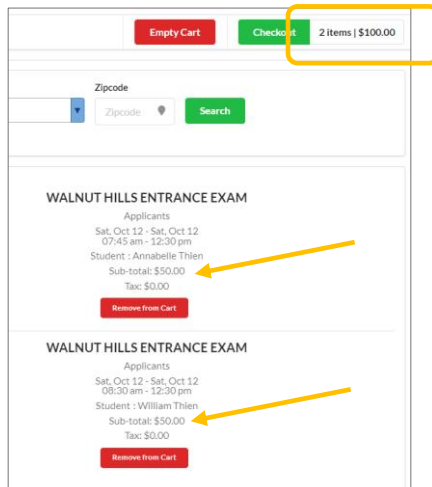 Empty Cart Checkout 2 items | $100.00
Zipcode
Zipcode Search
WALNUT HILLS ENTRANCE EXAM
Applicants
Sat, Oct 12 - Sat, Oct 12
07:45 am - 12:30 pm
Student : Annabelle Thien
Sub-total: $50.00
Tax: $0.00
Remove from Cart
WALNUT HILLS ENTRANCE EXAM
Applicants
Sat, Oct 12 - Sat, Oct 12
08:30 am - 12:30 pm
Student : William Thien
Sub-total: $50.00
Tax: $0.00
Remove from Cart